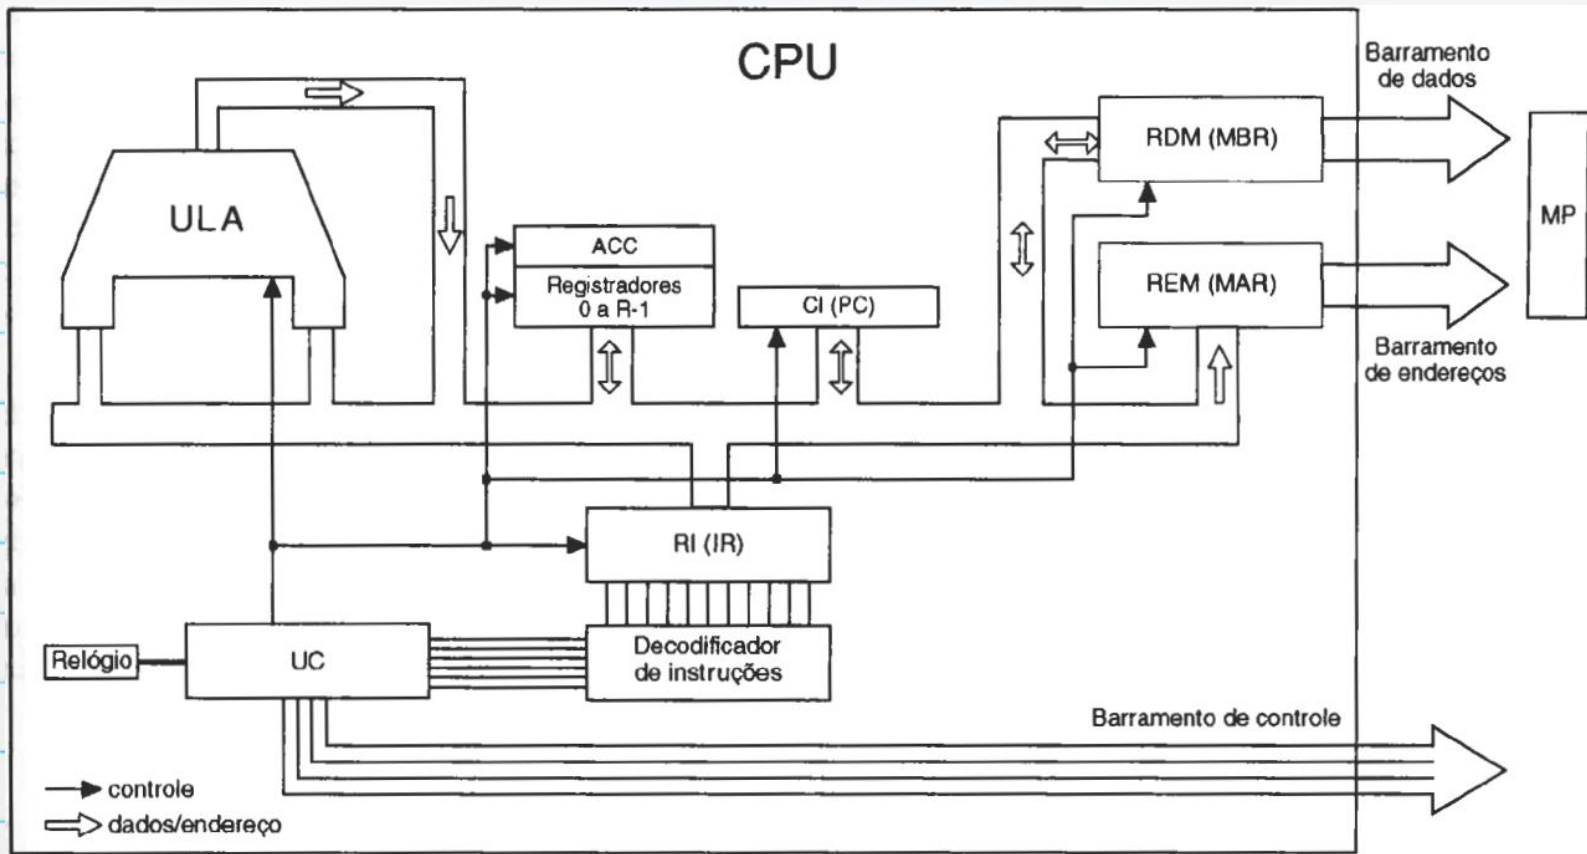 CPU
Barramento
de dados
RDM (MBR)
MP
ULA
ACC
Registradores
0 a R-1
CI (PC)
REM (MAR)
Barramento
de endereços
RI (IR)
Relógio
UC
Decodificador
de instruções
Barramento de controle
controle
dados/endereço